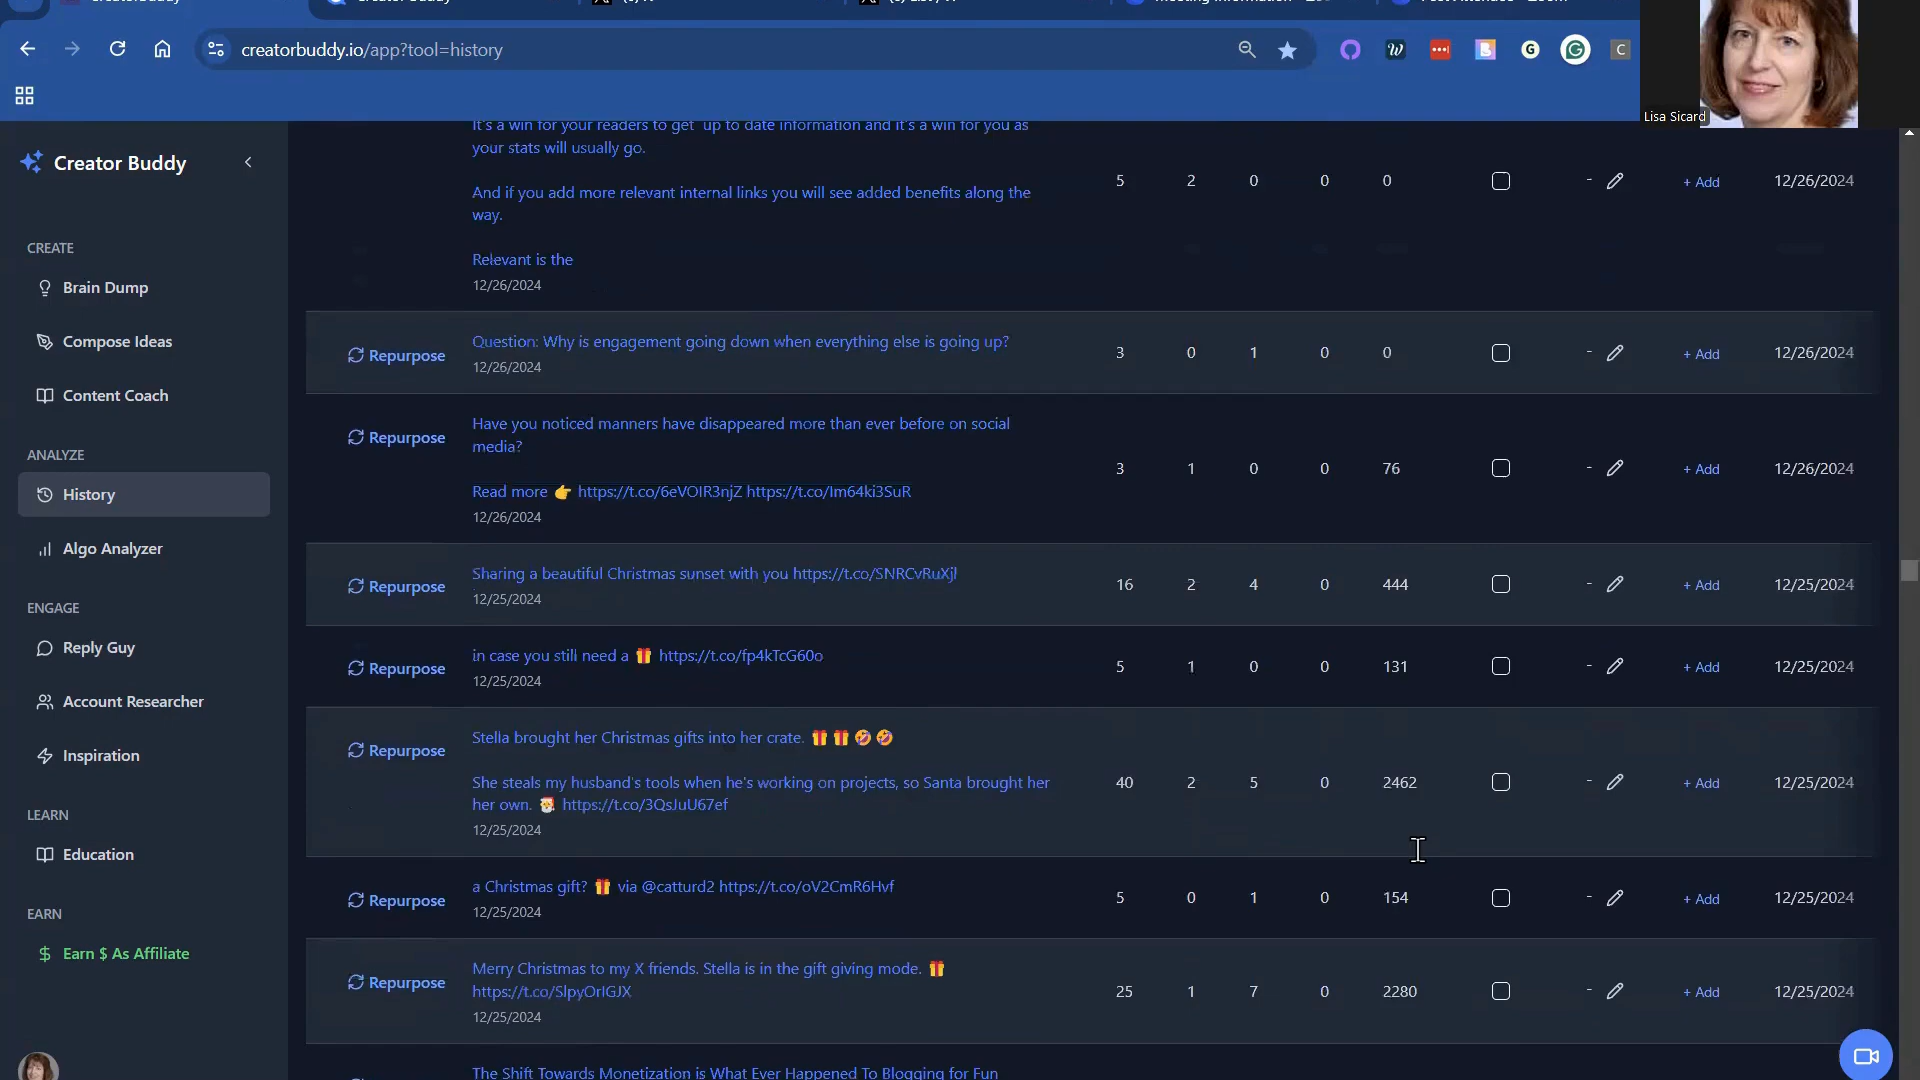 creatorbuddy.io/app?tool=history
C
Lisa Sicard
Creator Buddy
CREATE
Brain Dump
Compose Ideas
Content Coach
ANALYZE
History
Algo Analyzer
ENGAGE
Reply Guy
Account Researcher
Inspiration
LEARN
Education
EARN
$ Earn $ As Affiliate
It's a win for your readers to get up to date information and it's a win for you as
your stats will usually go.
And if you add more relevant internal links you will see added benefits along the
way.
Relevant is the
12/26/2024
5 2 0 0 0 - + Add 12/26/2024
Repurpose
Question: Why is engagement going down when everything else is going up?
12/26/2024
3 0 1 0 0 - + Add 12/26/2024
Repurpose
Have you noticed manners have disappeared more than ever before on social
media?
Read more 👉 https://t.co/6eVOIR3njZ https://t.co/Im64ki3SuR
12/26/2024
3 1 0 0 76 - + Add 12/26/2024
Repurpose
Sharing a beautiful Christmas sunset with you https://t.co/SNRCvRuXjl
12/25/2024
16 2 4 0 444 - + Add 12/25/2024
Repurpose
in case you still need a 🎁 https://t.co/fp4kTcG60o
12/25/2024
5 1 0 0 131 - + Add 12/25/2024
Repurpose
Stella brought her Christmas gifts into her crate. 🎁🎁🤣🤣
She steals my husband's tools when he's working on projects, so Santa brought her
her own. 🎅 https://t.co/3QsJuU67ef
12/25/2024
40 2 5 0 2462 - + Add 12/25/2024
Repurpose
a Christmas gift? 🎁 via @catturd2 https://t.co/oV2CmR6Hvf
12/25/2024
5 0 1 0 154 - + Add 12/25/2024
Repurpose
Merry Christmas to my X friends. Stella is in the gift giving mode. 🎁
https://t.co/SlpyOrIGJX
12/25/2024
25 1 7 0 2280 - + Add 12/25/2024
The Shift Towards Monetization is What Ever Happened To Blogging for Fun